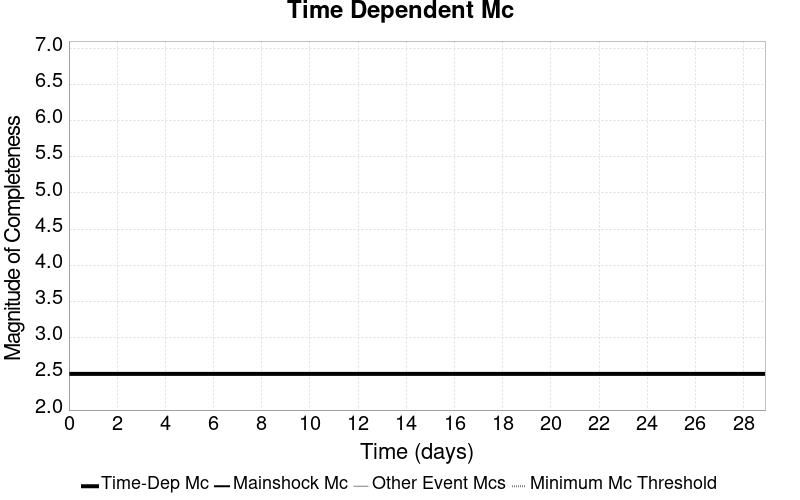 Time Dependent Mc
Magnitude of Completeness
7.0
6.5
6.0
5.5
5.0
4.5
4.0
3.5
3.0
2.5
2.0
0 2 4 6 8 10 12 14 16 18 20 22 24 26 28
Time (days)
Time-Dep Mc Mainshock Mc Other Event Mcs Minimum Mc Threshold